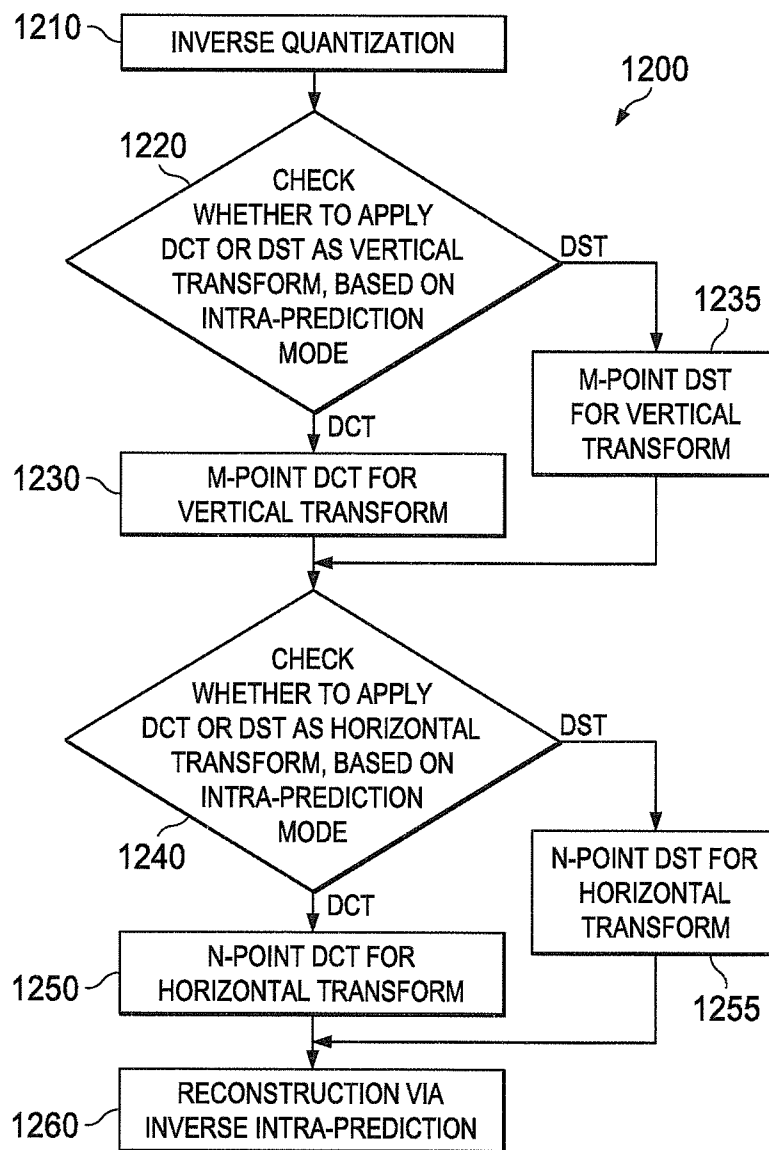 1210
INVERSE QUANTIZATION
1200
1220
CHECK
WHETHER TO APPLY
DCT OR DST AS VERTICAL
TRANSFORM, BASED ON
INTRA-PREDICTION
MODE
DST
1235
M-POINT DST
FOR VERTICAL
TRANSFORM
DCT
1230
M-POINT DCT FOR
VERTICAL TRANSFORM
CHECK
WHETHER TO APPLY
DCT OR DST AS HORIZONTAL
TRANSFORM, BASED ON
INTRA-PREDICTION
MODE
DST
1240
N-POINT DST FOR
HORIZONTAL
TRANSFORM
DCT
1250
N-POINT DCT FOR
HORIZONTAL TRANSFORM
1255
1260
RECONSTRUCTION VIA
INVERSE INTRA-PREDICTION